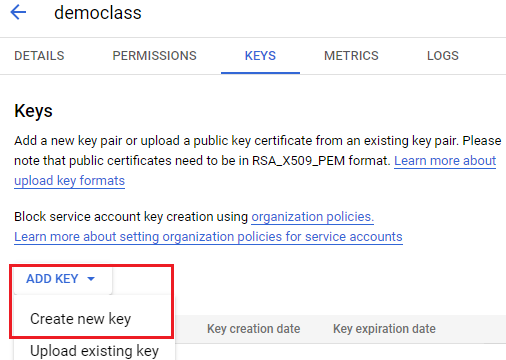 democlass
DETAILS PERMISSIONS KEYS METRICS LOGS
Keys
Add a new key pair or upload a public key certificate from an existing key pair. Please
note that public certificates need to be in RSA_X509_PEM format. Learn more about
upload key formats
Block service account key creation using organization policies.
Learn more about setting organization policies for service accounts
ADD KEY
Create new key
Key creation date Key expiration date
Upload existing key